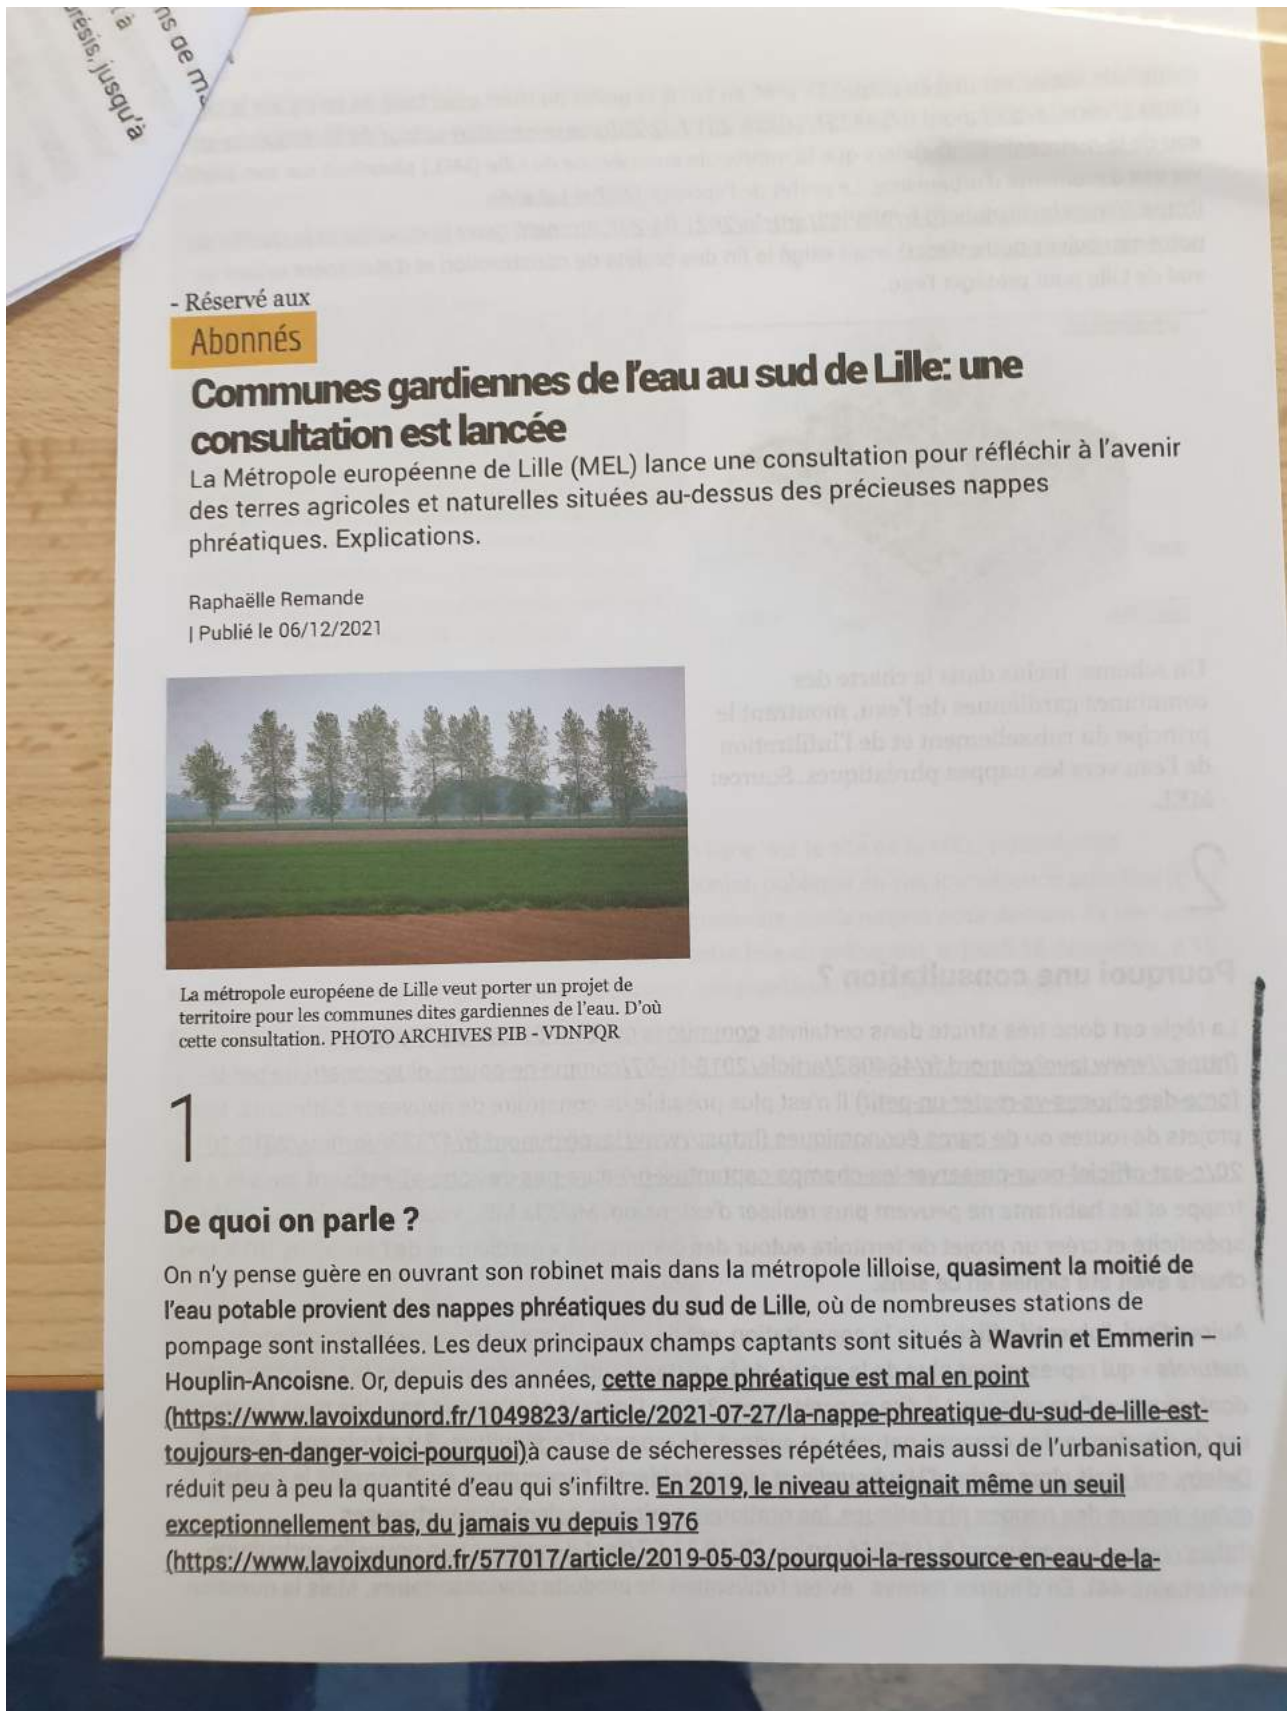 résis, jusqu'à
t à
ns de m
- Réservé aux
Abonnés
Communes gardiennes de l'eau au sud de Lille: une
consultation est lancée
La Métropole européenne de Lille (MEL) lance une consultation pour réfléchir à l'avenir
des terres agricoles et naturelles situées au-dessus des précieuses nappes
phréatiques. Explications.
Raphaëlle Remande
| Publié le 06/12/2021
La métropole européene de Lille veut porter un projet de
territoire pour les communes dites gardiennes de l'eau. D'où
cette consultation. PHOTO ARCHIVES PIB - VDNPQR
1
De quoi on parle ?
On n'y pense guère en ouvrant son robinet mais dans la métropole lilloise, quasiment la moitié de
l'eau potable provient des nappes phréatiques du sud de Lille, où de nombreuses stations de
pompage sont installées. Les deux principaux champs captants sont situés à Wavrin et Emmerin –
Houplin-Ancoisne. Or, depuis des années, cette nappe phréatique est mal en point
(https://www.lavoixdunord.fr/1049823/article/2021-07-27/la-nappe-phreatique-du-sud-de-lille-est-
toujours-en-danger-voici-pourquoi)à cause de sécheresses répétées, mais aussi de l'urbanisation, qui
réduit peu à peu la quantité d'eau qui s'infiltre. En 2019, le niveau atteignait même un seuil
exceptionnellement bas, du jamais vu depuis 1976
(https://www.lavoixdunord.fr/577017/article/2019-05-03/pourquoi-la-ressource-en-eau-de-la-